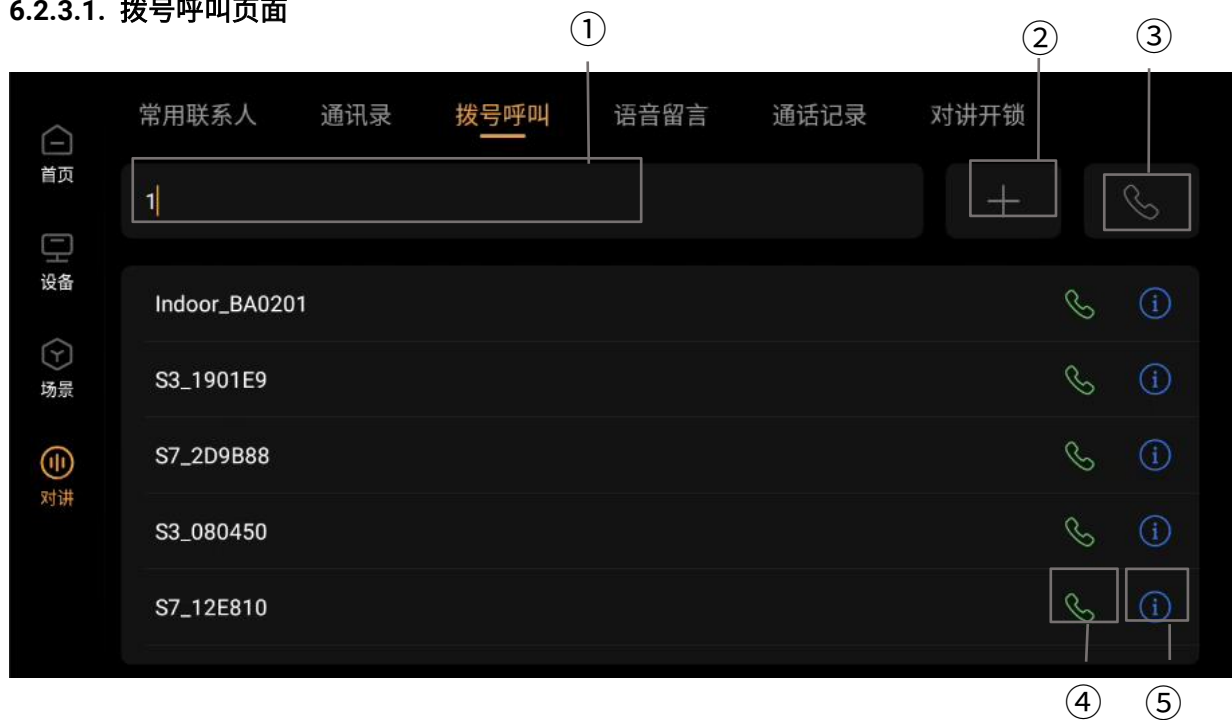 6.2.3.1. 拨号呼叫页面
① ② ③
常用联系人 通讯录 拨号呼叫 语音留言 通话记录 对讲开锁
首页
1
设备
Indoor_BA0201
场景
S3_1901E9
S7_2D9B88
对讲
S3_080450
S7_12E810
④ ⑤